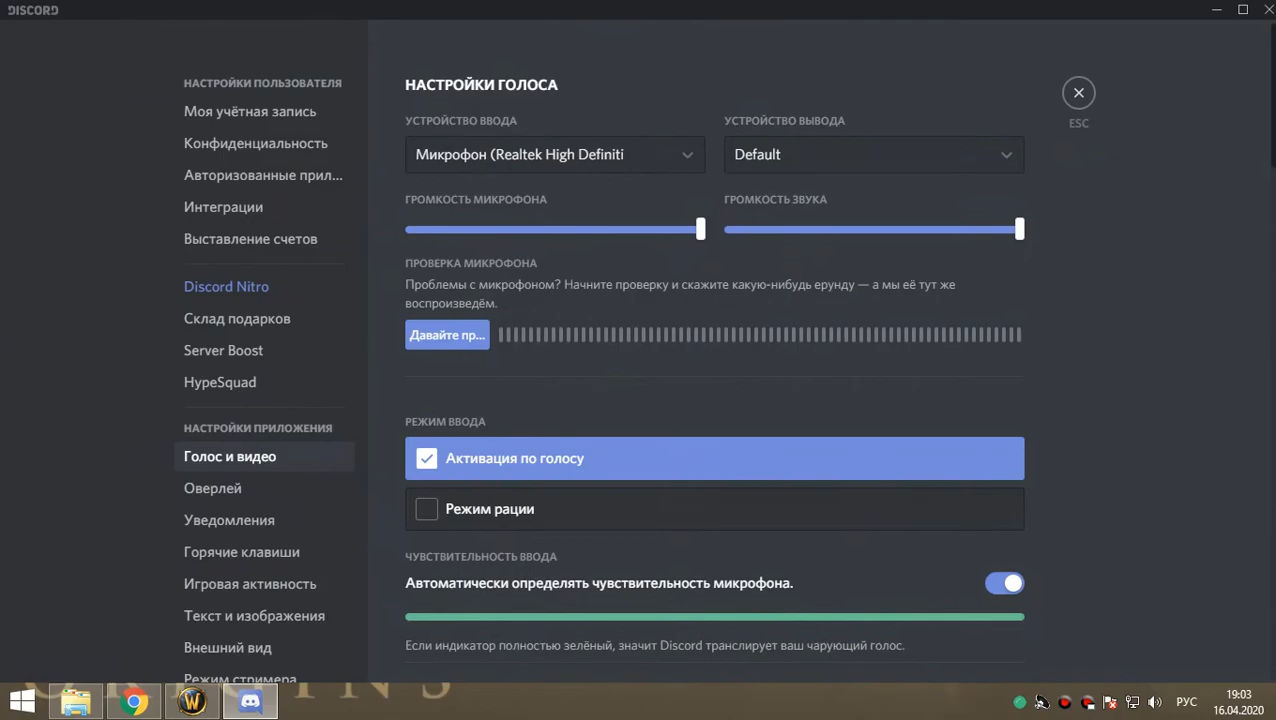 DISCORD
НАСТРОЙКИ ПОЛЬЗОВАТЕЛЯ
Моя учётная запись
Конфиденциальность
Авторизованные прил...
Интеграции
Выставление счетов
Discord Nitro
Склад подарков
Server Boost
HypeSquad
НАСТРОЙКИ ПРИЛОЖЕНИЯ
Голос и видео
Оверлей
Уведомления
Горячие клавиши
Игровая активность
Текст и изображения
Внешний вид
Режим стримера
НАСТРОЙКИ ГОЛОСА
УСТРОЙСТВО ВВОДА
Микрофон (Realtek High Definiti
УСТРОЙСТВО ВЫВОДА
Default
ГРОМКОСТЬ МИКРОФОНА
ГРОМКОСТЬ ЗВУКА
ПРОВЕРКА МИКРОФОНА
Проблемы с микрофоном? Начните проверку и скажите какую-нибудь ерунду — а мы её тут же
воспроизведём.
Давайте пр...
РЕЖИМ ВВОДА
Активация по голосу
Режим рации
ЧУВСТВИТЕЛЬНОСТЬ ВВОДА
Автоматически определять чувствительность микрофона.
Если индикатор полностью зелёный, значит Discord транслирует ваш чарующий голос.
ESC
РУС
19:03
16.04.2020